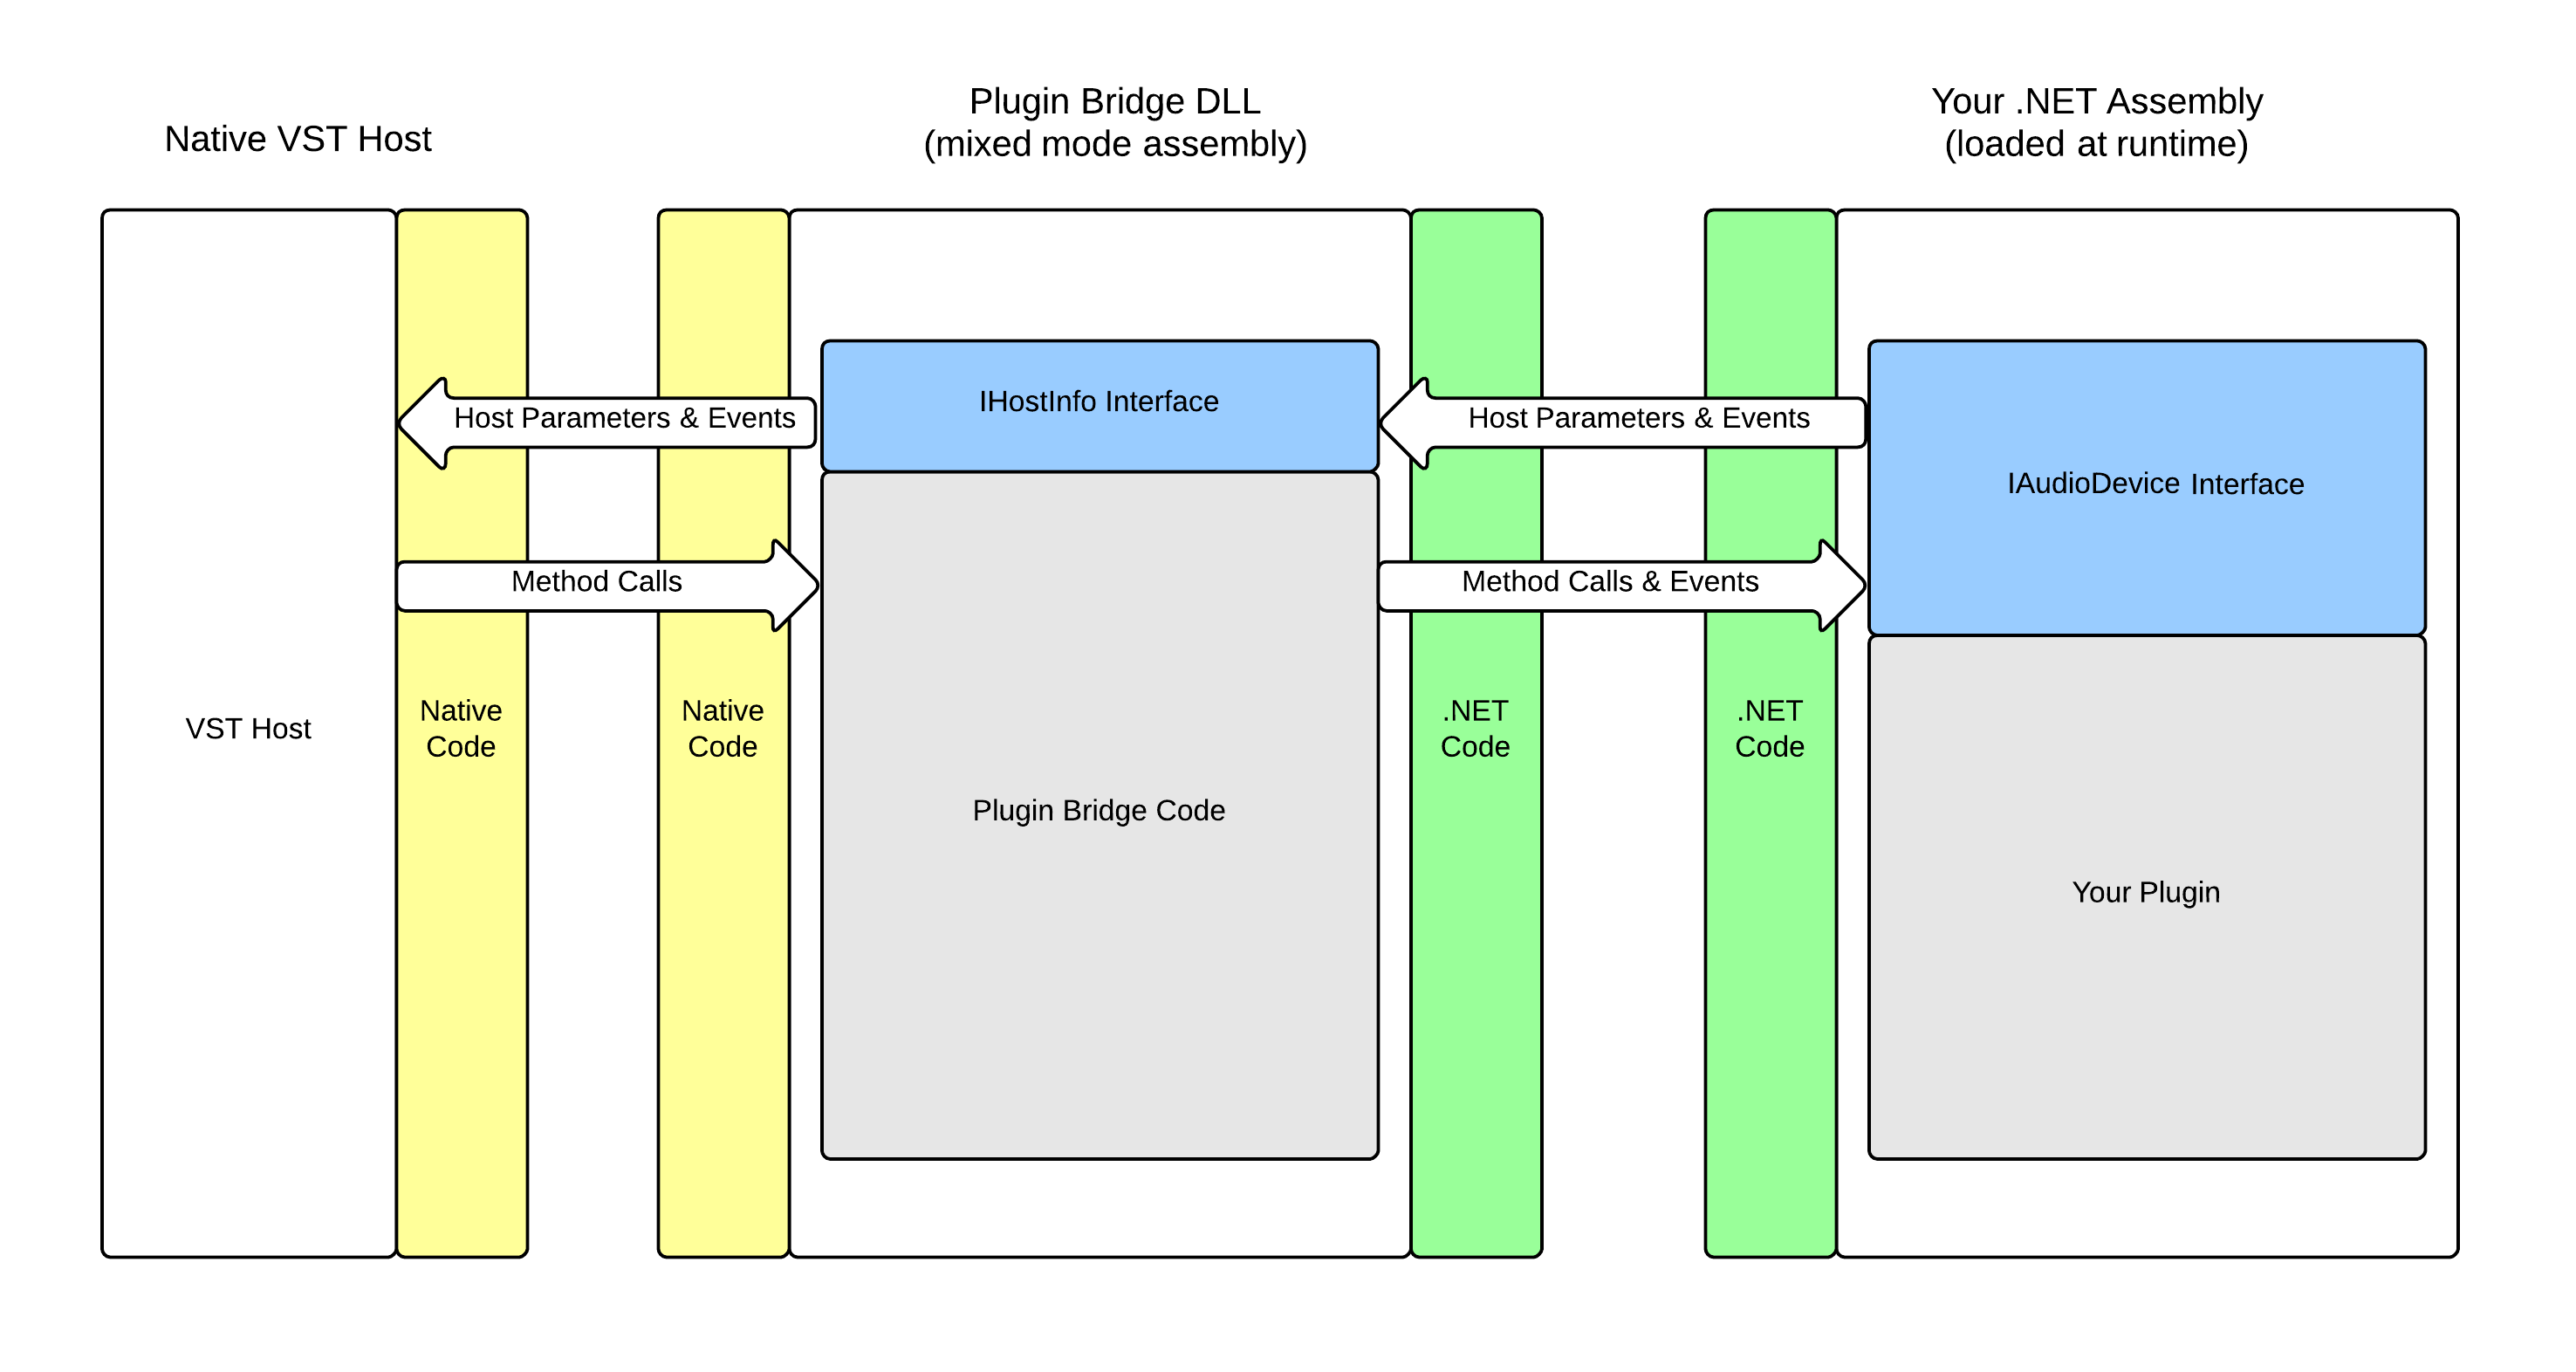 Native VST Host
Plugin Bridge DLL
(mixed mode assembly)
Your .NET Assembly
(loaded at runtime)
Host Parameters & Events
IHostInfo Interface
Host Parameters & Events
IAudioDevice Interface
Method Calls
Method Calls & Events
VST Host
Native
Code
Native
Code
Plugin Bridge Code
.NET
Code
.NET
Code
Your Plugin